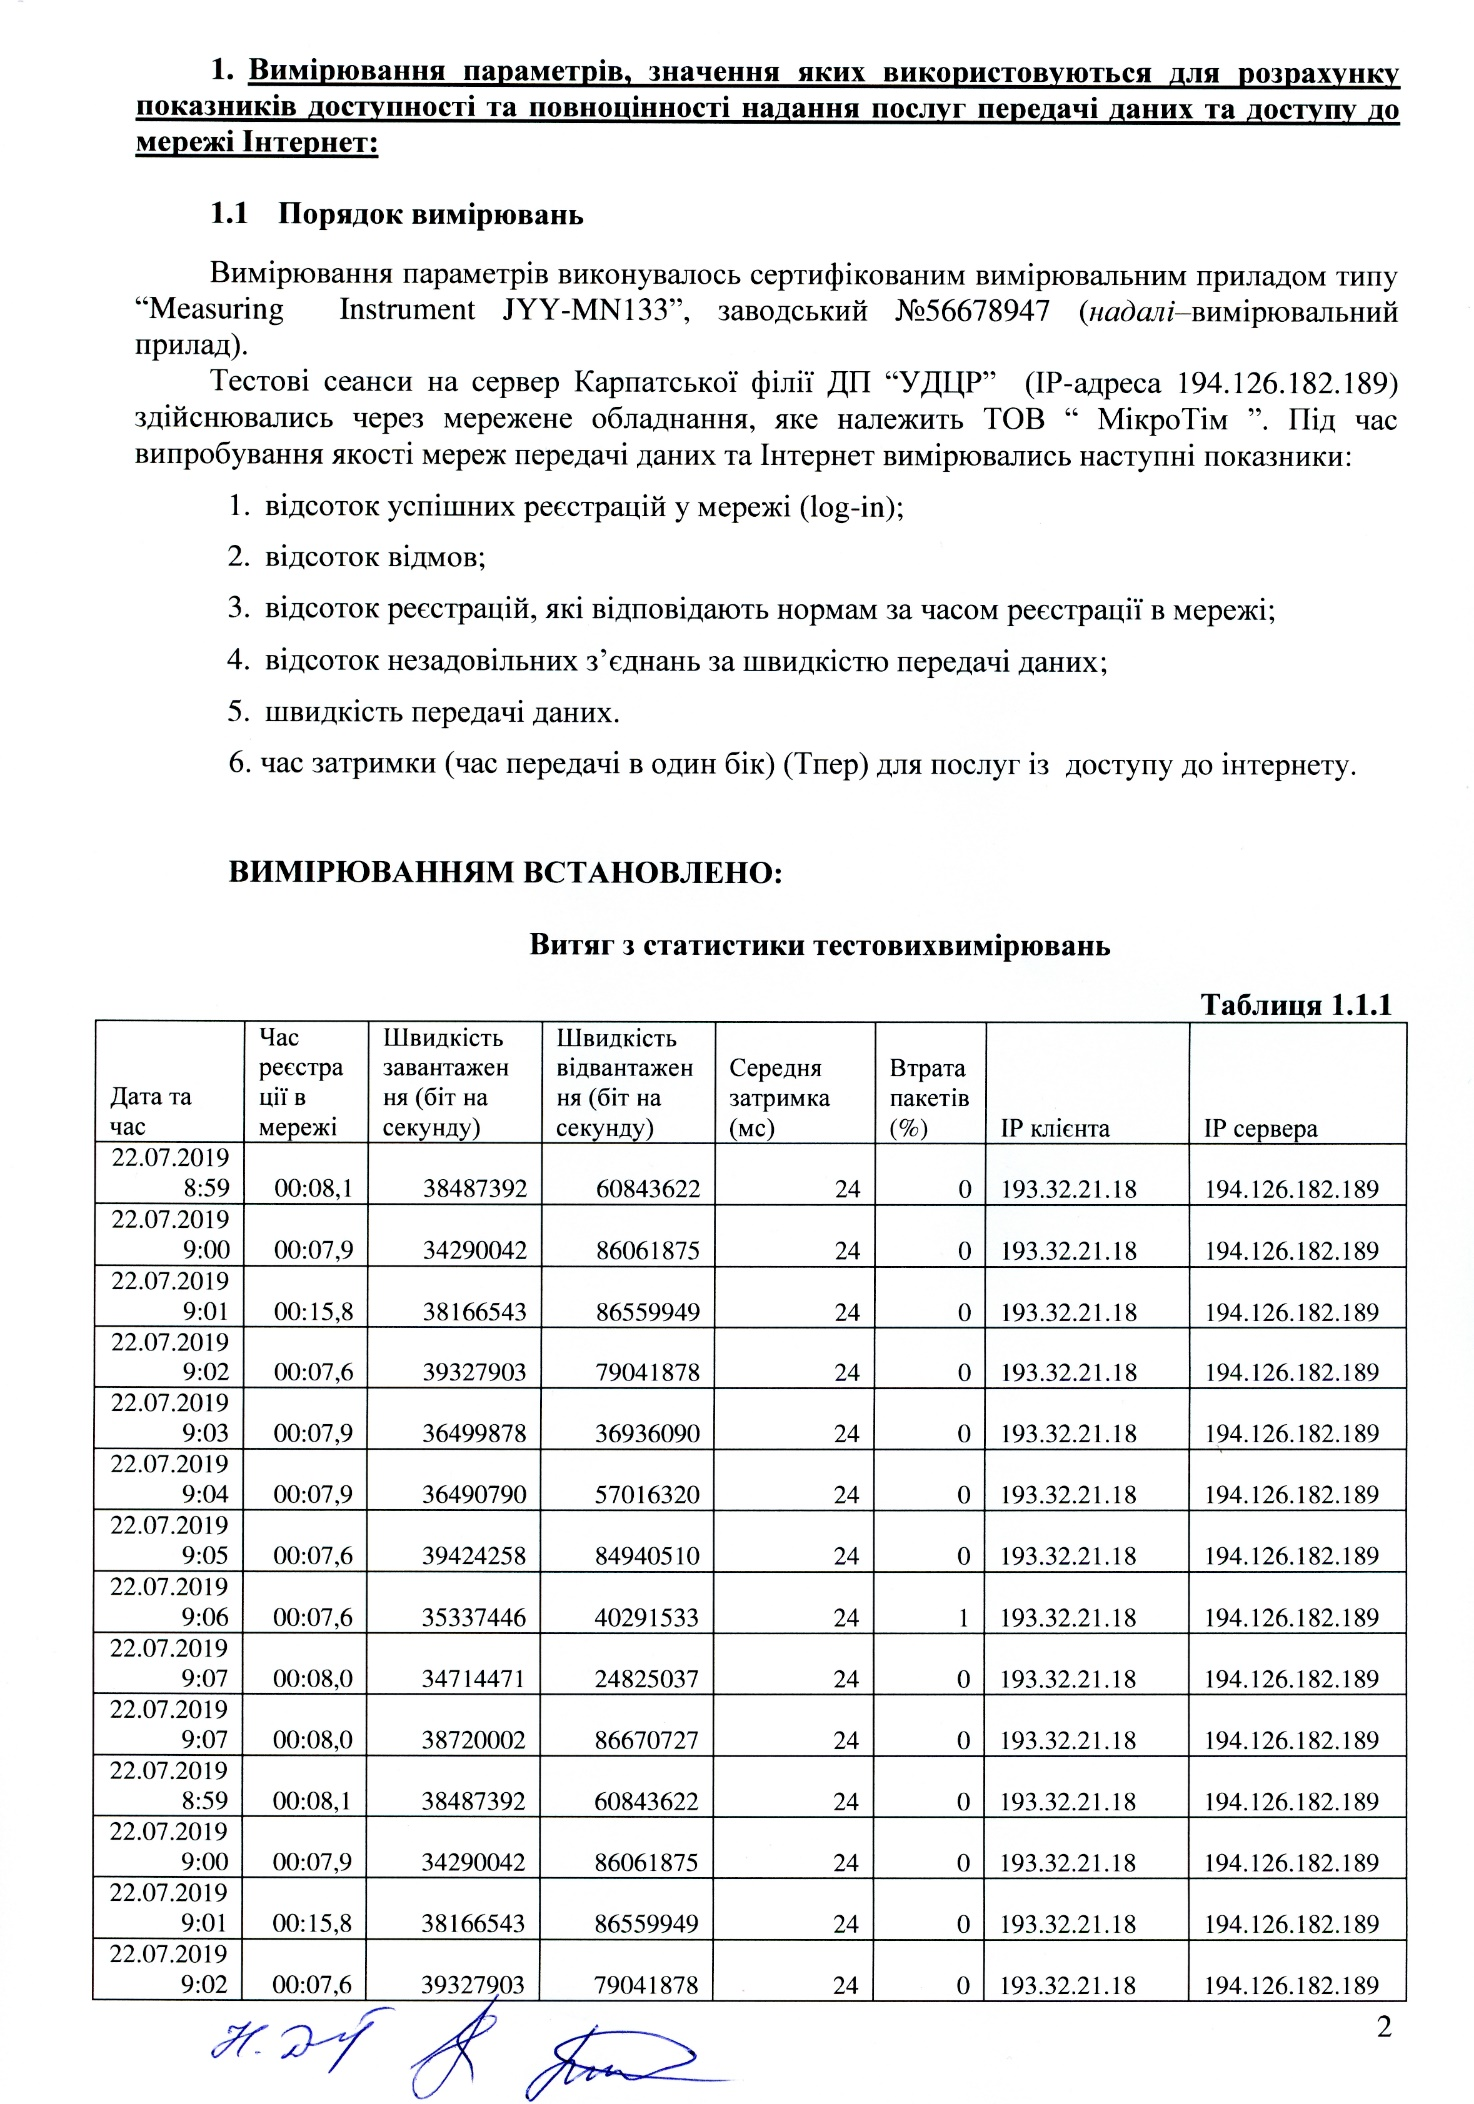 1. Вимірювання параметрів, значення яких використовуються для розрахунку
показників доступності та повноцінності надання послуг передачі даних та доступу до
мережі Інтернет:
1.1 Порядок вимірювань
Вимірювання параметрів виконувалось сертифікованим вимірювальним приладом типу
“Measuring Instrument JYY-MN133”, заводський №56678947 (надалі–вимірювальний
прилад).
Тестові сеанси на сервер Карпатської філії ДП “УДЦР” (IP-адреса 194.126.182.189)
здійснювались через мережене обладнання, яке належить ТОВ “ МікроТім ”. Під час
випробування якості мереж передачі даних та Інтернет вимірювались наступні показники:
1. відсоток успішних реєстрацій у мережі (log-in);
2. відсоток відмов;
3. відсоток реєстрацій, які відповідають нормам за часом реєстрації в мережі;
4. відсоток незадовільних з’єднань за швидкістю передачі даних;
5. швидкість передачі даних.
6. час затримки (час передачі в один бік) (Тпер) для послуг із доступу до інтернету.
ВИМІРЮВАННЯМ ВСТАНОВЛЕНО:
Витяг з статистики тестовихвимірювань
Таблиця 1.1.1
Дата та
час
Час
реєстра
ції в
мережі
Швидкість
завантажен
ня (біт на
секунду)
Швидкість
відвантажен
ня (біт на
секунду)
Середня
затримка
(мс)
Втрата
пакетів
(%)
IP клієнта
IP сервера
22.07.2019
8:59 00:08,1 38487392 60843622 24 0 193.32.21.18 194.126.182.189
22.07.2019
9:00 00:07,9 34290042 86061875 24 0 193.32.21.18 194.126.182.189
22.07.2019
9:01 00:15,8 38166543 86559949 24 0 193.32.21.18 194.126.182.189
22.07.2019
9:02 00:07,6 39327903 79041878 24 0 193.32.21.18 194.126.182.189
22.07.2019
9:03 00:07,9 36499878 36936090 24 0 193.32.21.18 194.126.182.189
22.07.2019
9:04 00:07,9 36490790 57016320 24 0 193.32.21.18 194.126.182.189
22.07.2019
9:05 00:07,6 39424258 84940510 24 0 193.32.21.18 194.126.182.189
22.07.2019
9:06 00:07,6 35337446 40291533 24 1 193.32.21.18 194.126.182.189
22.07.2019
9:07 00:08,0 34714471 24825037 24 0 193.32.21.18 194.126.182.189
22.07.2019
9:07 00:08,0 38720002 86670727 24 0 193.32.21.18 194.126.182.189
22.07.2019
8:59 00:08,1 38487392 60843622 24 0 193.32.21.18 194.126.182.189
22.07.2019
9:00 00:07,9 34290042 86061875 24 0 193.32.21.18 194.126.182.189
22.07.2019
9:01 00:15,8 38166543 86559949 24 0 193.32.21.18 194.126.182.189
22.07.2019
9:02 00:07,6 39327903 79041878 24 0 193.32.21.18 194.126.182.189
2